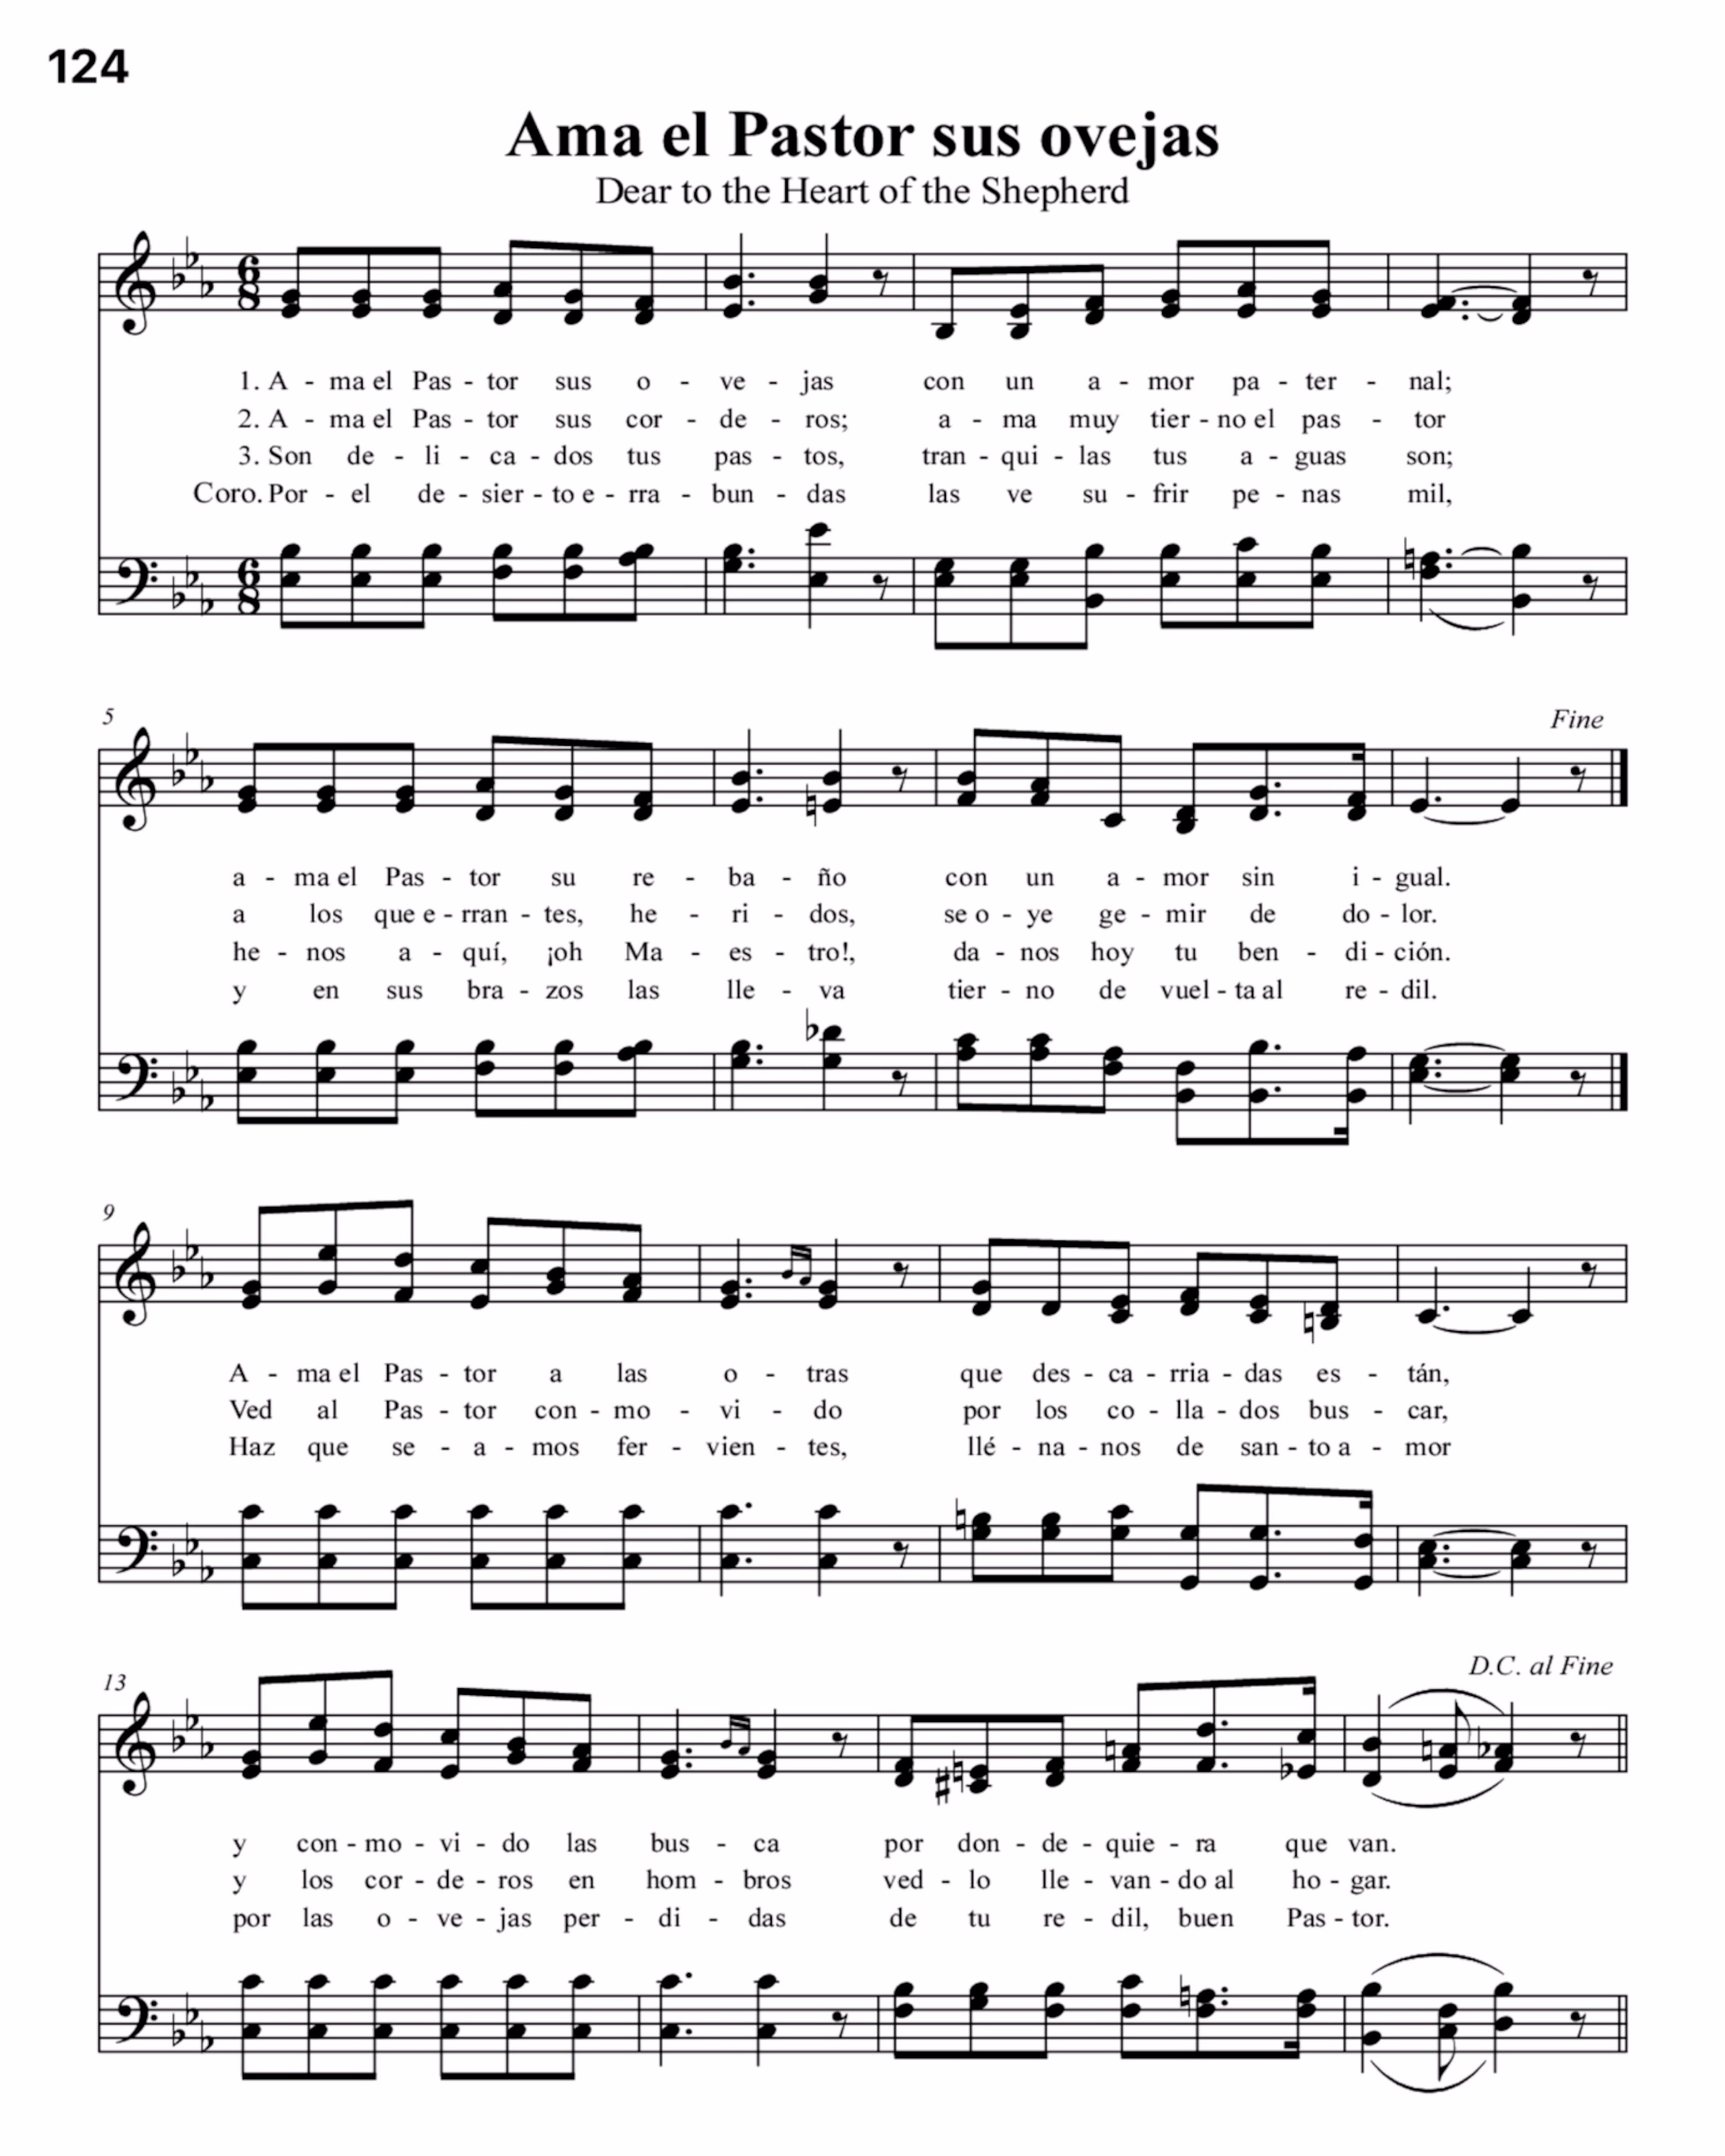 124
Ama el Pastor sus ovejas
Dear to the Heart of the Shepherd
1. A - ma el Pas - tor sus o - ve - jas con un a - mor pa - ter - nal;
2. A - ma el Pas - tor sus cor - de - ros; a - ma muy tier - no el pas - tor
3. Son de - li - ca - dos tus pas - tos, tran - qui - las tus a - guas son;
Coro. Por - el de - sier - to e - rra - bun - das las ve su - frir pe - nas mil,
5
Fine
a - ma el Pas - tor su re - ba - ño con un a - mor sin i - gual.
a los que e - rran - tes, he - ri - dos, se o - ye ge - mir de do - lor.
he - nos a - quí, ¡oh Ma - es - tro!, da - nos hoy tu ben - di - ción.
y en sus bra - zos las lle - va tier - no de vuel - ta al re - dil.
9
A - ma el Pas - tor a las o - tras que des - ca - rria - das es - tán,
Ved al Pas - tor con - mo - vi - do por los co - lla - dos bus - car,
Haz que se - a - mos fer - vien - tes, llé - na - nos de san - to a - mor
13
D.C. al Fine
y con - mo - vi - do las bus - ca por don - de - quie - ra que van.
y los cor - de - ros en hom - bros ved - lo lle - van - do al ho - gar.
por las o - ve - jas per - di - das de tu re - dil, buen Pas - tor.